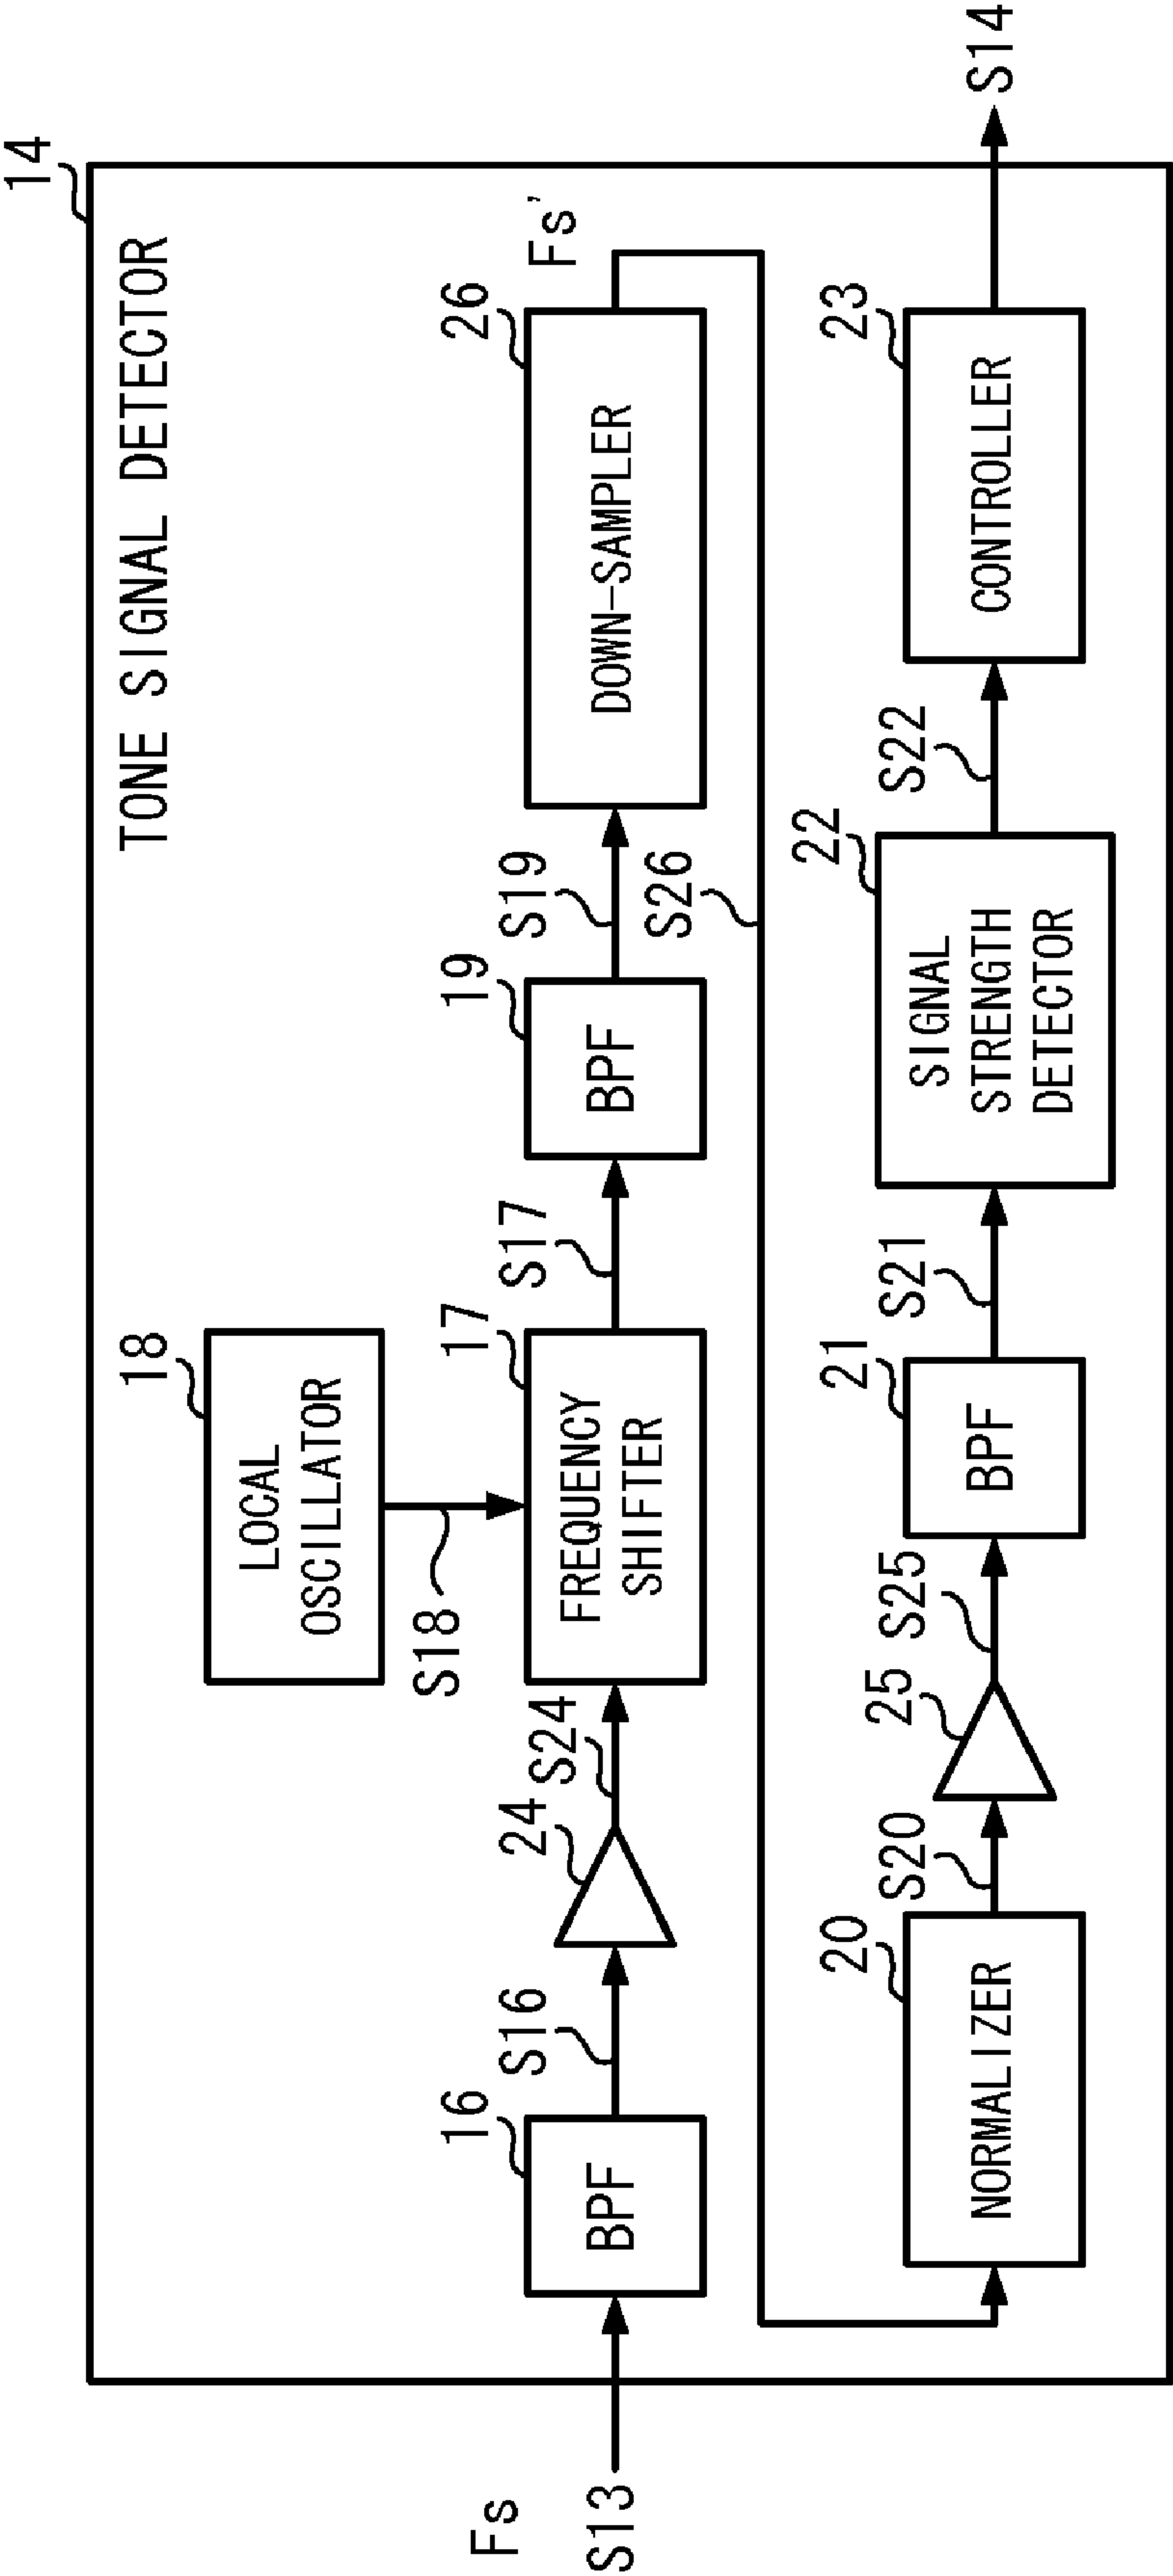 14
TONE SIGNAL DETECTOR
18
LOCAL
OSCILLATOR
S18
Fs
S13
16
BPF
S16
24
S24
17
FREQUENCY
SHIFTER
S17
19
BPF
S19
26
DOWN-SAMPLER
Fs'
S26
20
NORMALIZER
S20
25
S25
21
BPF
S21
22
SIGNAL
STRENGTH
DETECTOR
S22
23
CONTROLLER
S14